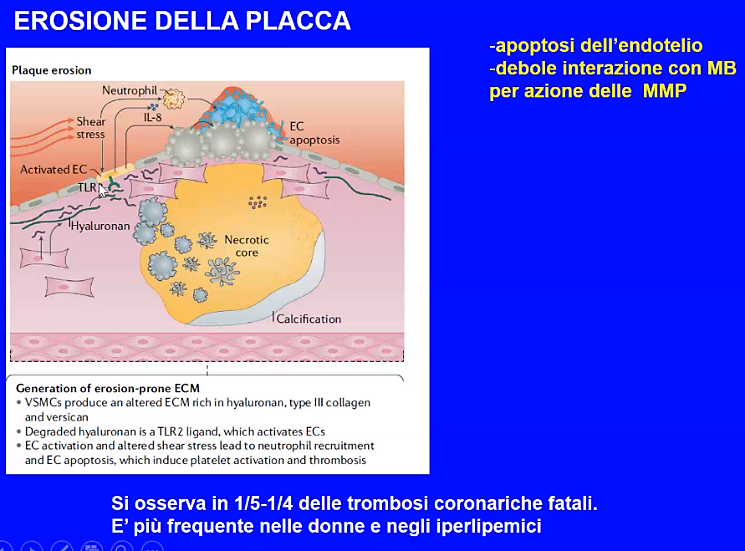 EROSIONE DELLA PLACCA
-apoptosi dell'endotelio
-debole interazione con MB
per azione delle MMP
Plaque erosion
Neutrophil
IL-8
Shear
stress
EC
apoptosis
Activated EC
TLR
Hyaluronan
Necrotic
core
Calcification
Generation of erosion-prone ECM
• VSMCs produce an altered ECM rich in hyaluronan, type III collagen
and versican
• Degraded hyaluronan is a TLR2 ligand, which activates ECs
• EC activation and altered shear stress lead to neutrophil recruitment
and EC apoptosis, which induce platelet activation and thrombosis
Si osserva in 1/5-1/4 delle trombosi coronariche fatali.
E' più frequente nelle donne e negli iperlipemici